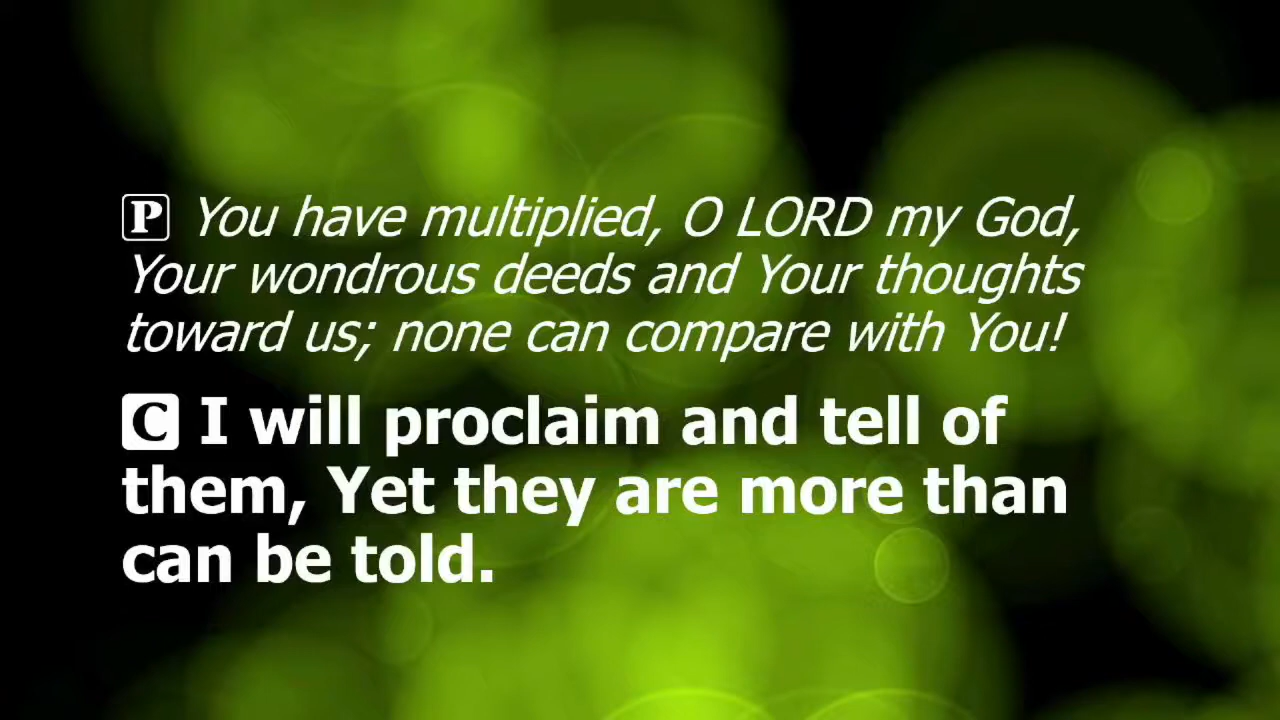 P You have multiplied, O LORD my God,
Your wondrous deeds and Your thoughts
toward us; none can compare with You!
C I will proclaim and tell of
them, Yet they are more than
can be told.